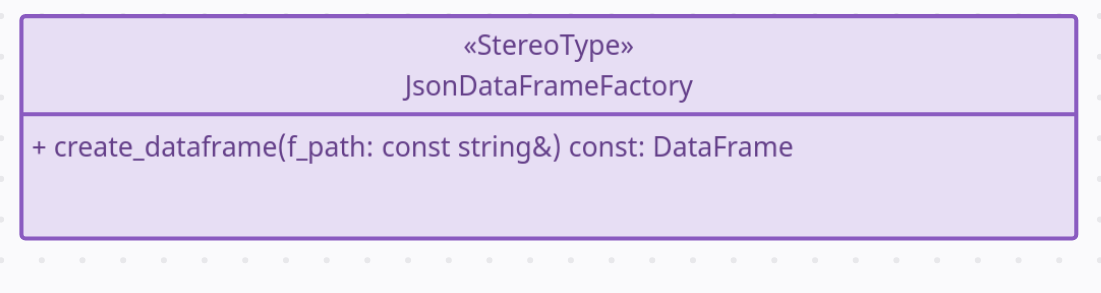 «StereoType»
JsonDataFrameFactory
+ create_dataframe(f_path: const string&) const: DataFrame